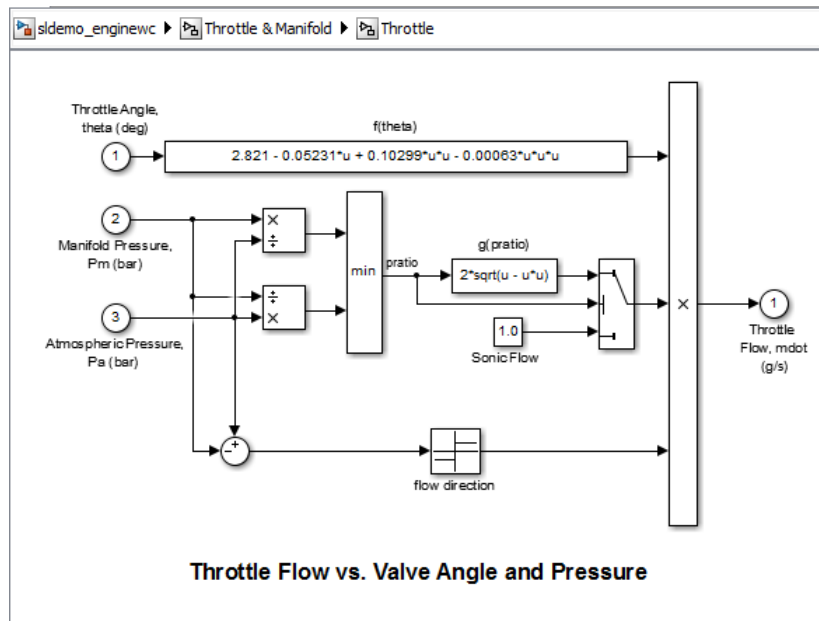 sldemo_enginewc ▶ Throttle & Manifold ▶ Throttle
Throttle Angle,
theta (deg)
1
f(theta)
2.821 - 0.05231*u + 0.10299*u*u - 0.00063*u*u*u
2
Manifold Pressure,
Pm (bar)
×
÷
÷
×
3
Atmospheric Pressure,
Pa (bar)
min
pratio
g(pratio)
2*sqrt(u - u*u)
1.0
Sonic Flow
×
1
Throttle
Flow, mdot
(g/s)
- +
flow direction
Throttle Flow vs. Valve Angle and Pressure